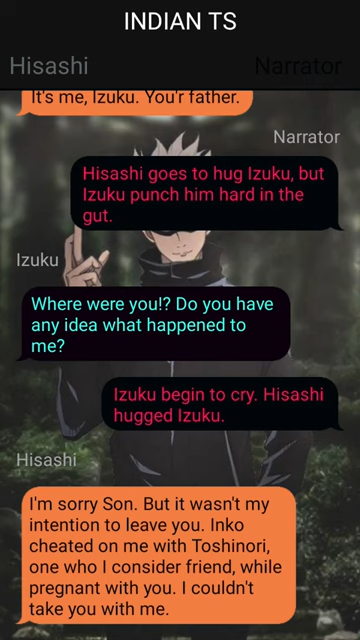 INDIAN TS
Hisashi
Narrator
It's me, Izuku. You'r father.
Narrator
Hisashi goes to hug Izuku, but
Izuku punch him hard in the
gut.
Izuku
Where were you!? Do you have
any idea what happened to
me?
Izuku begin to cry. Hisashi
hugged Izuku.
Hisashi
I'm sorry Son. But it wasn't my
intention to leave you. Inko
cheated on me with Toshinori,
one who I consider friend, while
pregnant with you. I couldn't
take you with me.